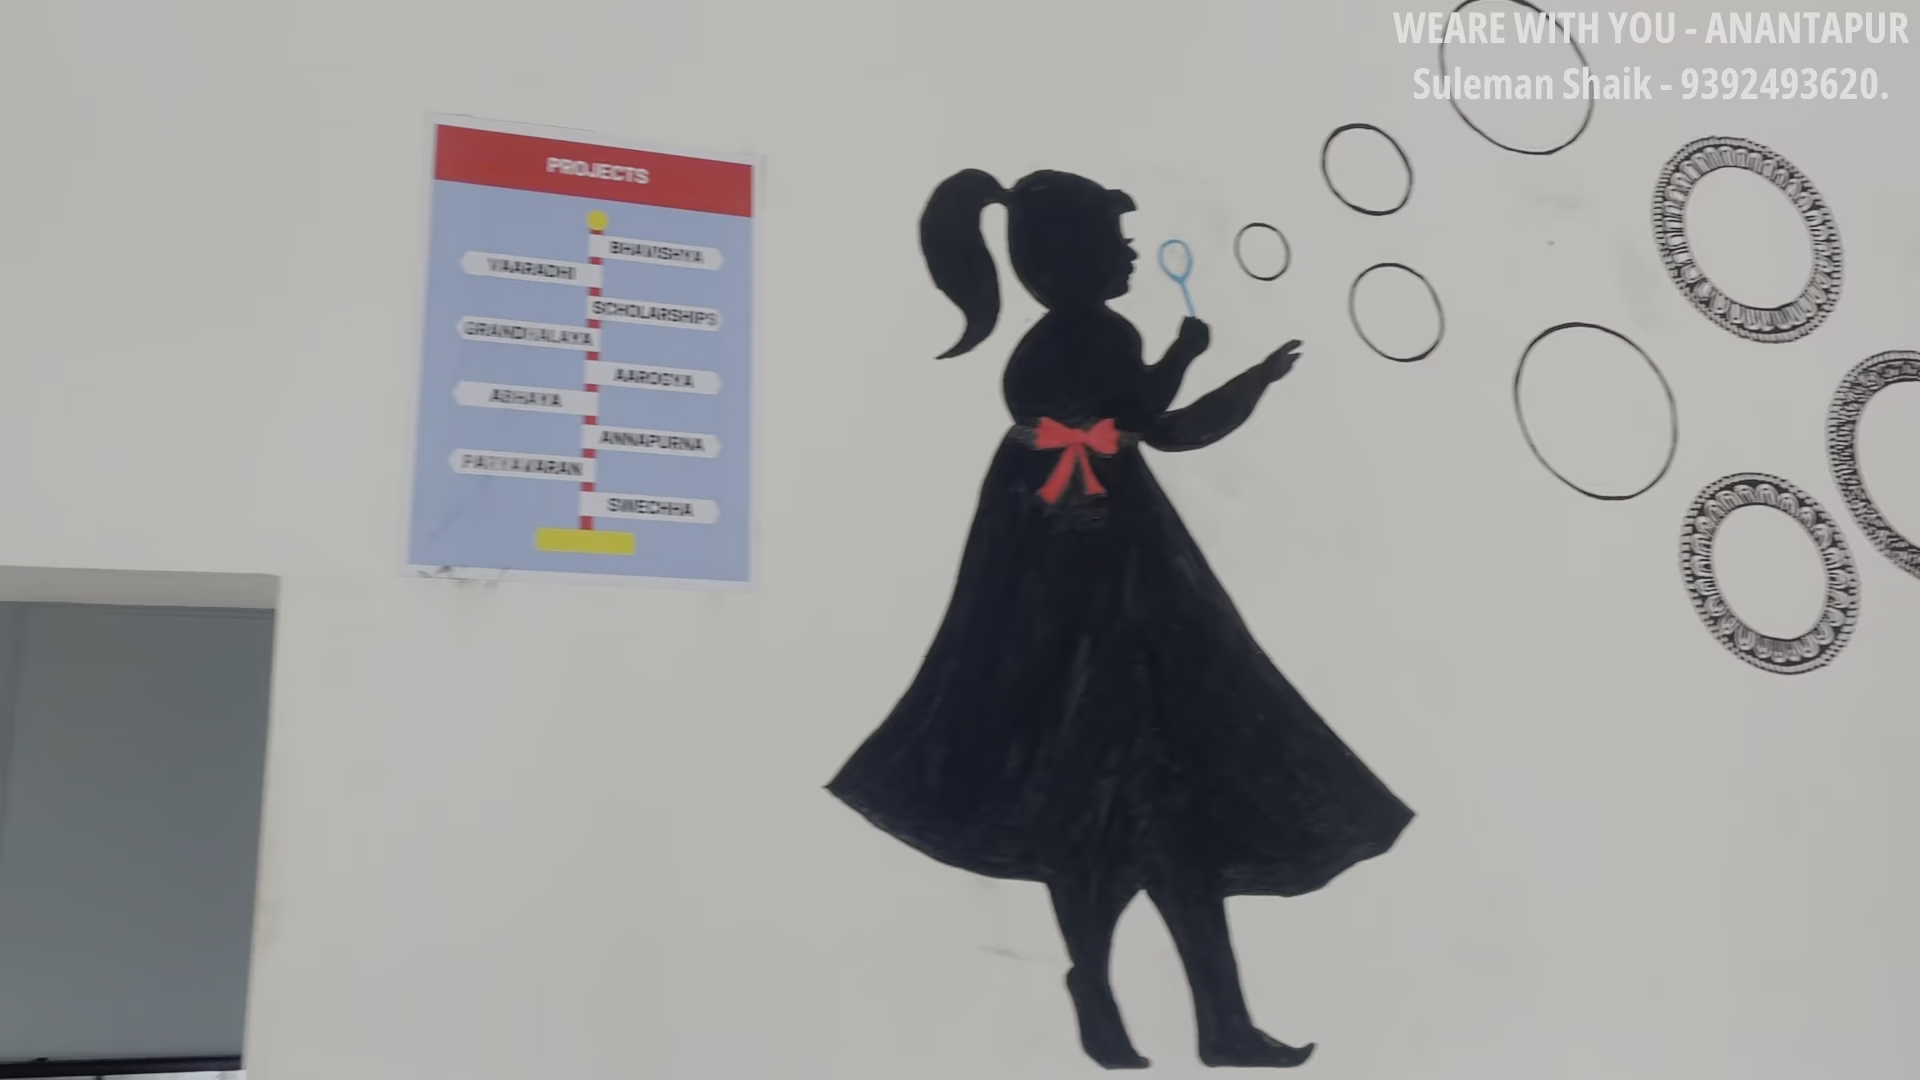 WEARE WITH YOU - ANANTAPUR
Suleman Shaik - 9392493620.
PROJECTS
BHAVISHYA
VAARADHI
SCHOLARSHIPS
GRANDHALAYA
AAROGYA
ABHAYA
ANNAPURNA
PARYAVARAN
SWECHHA